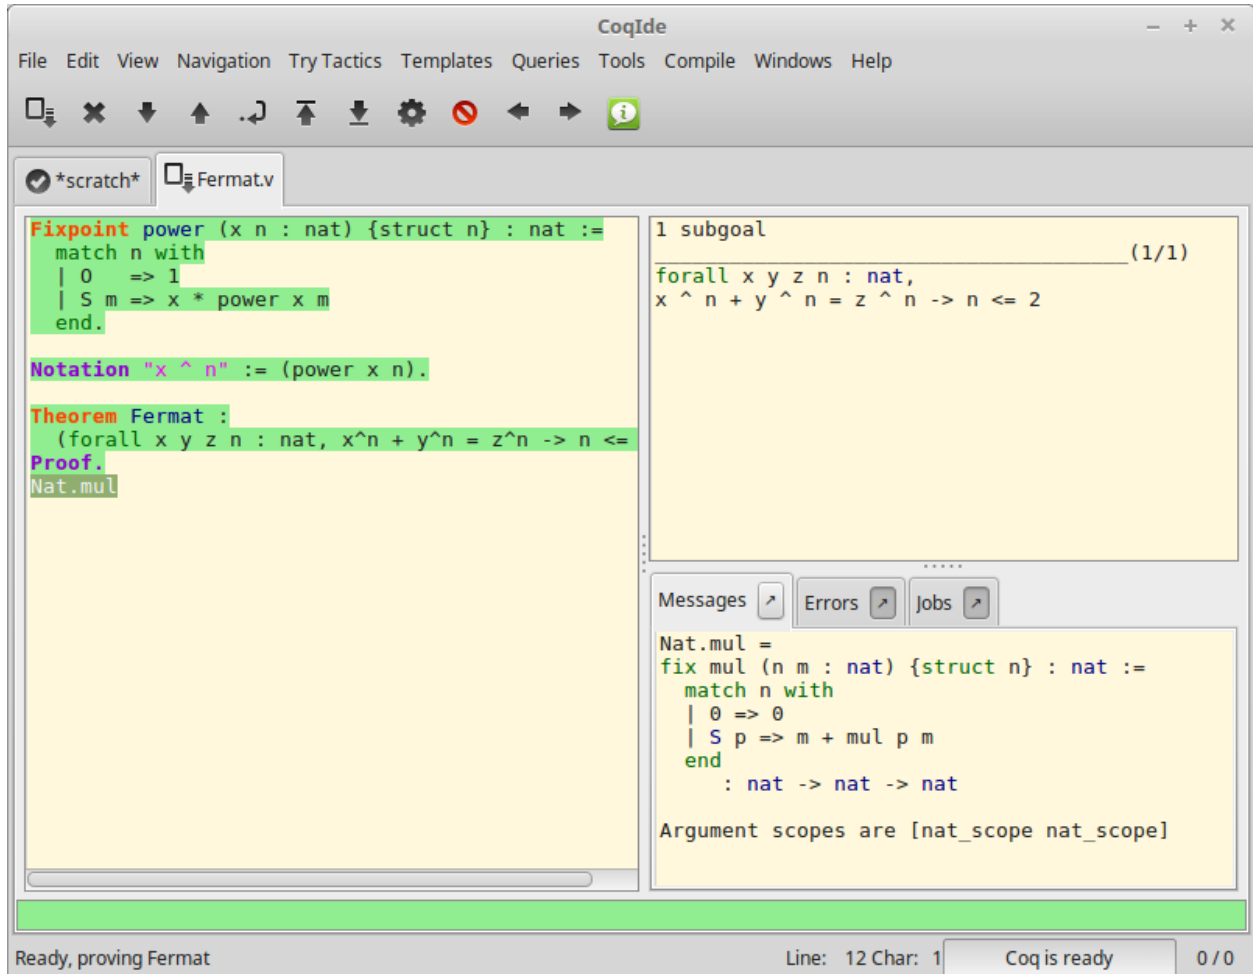 CoqIde
File Edit View Navigation Try Tactics Templates Queries Tools Compile Windows Help
*scratch*
Fermat.v
Fixpoint power (x n : nat) {struct n} : nat :=
  match n with
  | O   => 1
  | S m => x * power x m
  end.
Notation "x ^ n" := (power x n).
Theorem Fermat :
  (forall x y z n : nat, x^n + y^n = z^n -> n <=
Proof.
Nat.mul
1 subgoal
______________________________________(1/1)
forall x y z n : nat,
x ^ n + y ^ n = z ^ n -> n <= 2
Messages Errors Jobs
Nat.mul =
fix mul (n m : nat) {struct n} : nat :=
  match n with
  | 0 => 0
  | S p => m + mul p m
  end
     : nat -> nat -> nat
Argument scopes are [nat_scope nat_scope]
Ready, proving Fermat
Line: 12 Char: 1
Coq is ready
0 / 0